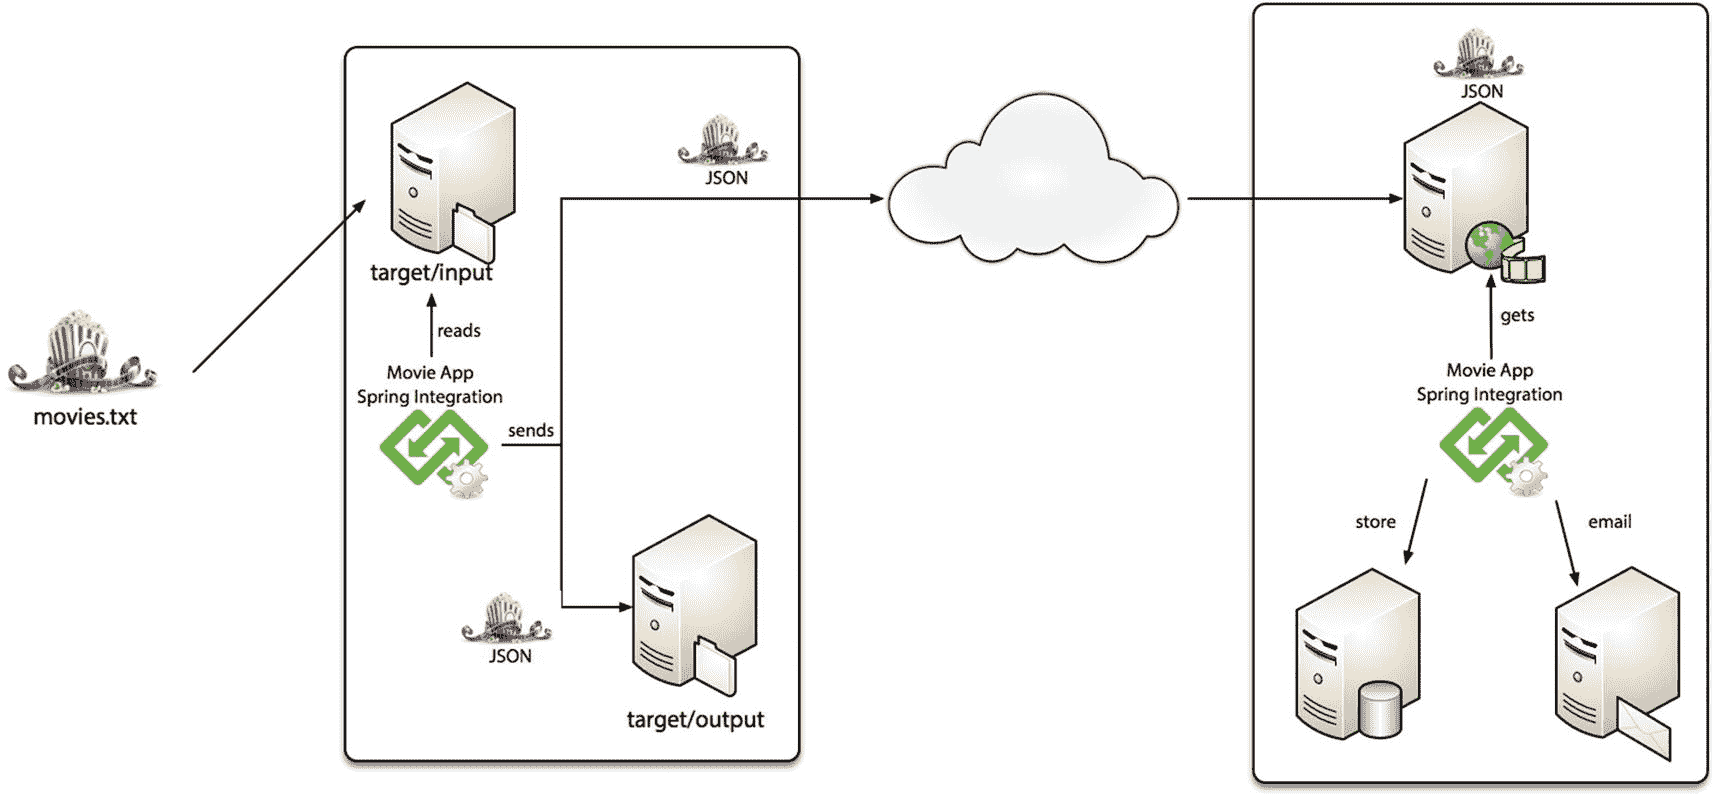 movies.txt
target/input
reads
Movie App
Spring Integration
sends
JSON
JSON
target/output
JSON
gets
Movie App
Spring Integration
store
email